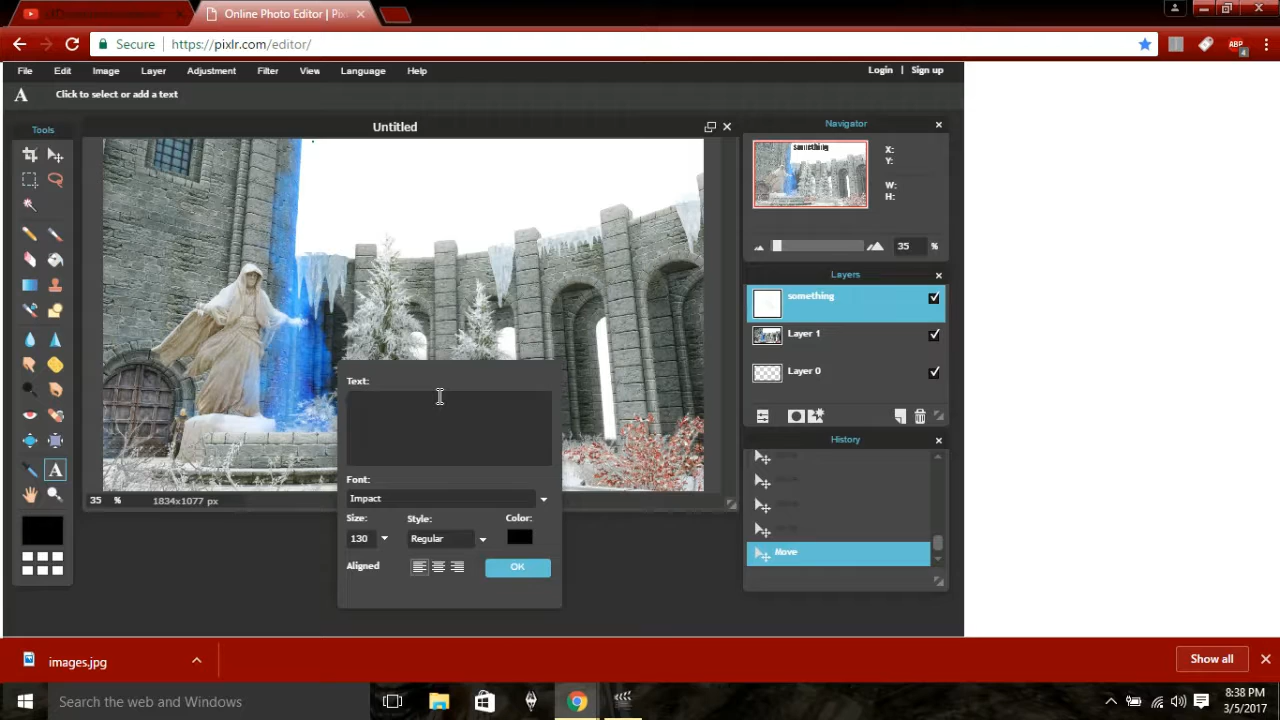 Online Photo Editor | Pix
Secure https://pixlr.com/editor/
ABP
4
File Edit Image Layer Adjustment Filter View Language Help Login | Sign up
A Click to select or add a text
Tools
Untitled
Navigator
something
X:
Y:
W:
H:
35 %
Layers
something
Layer 1
Layer 0
History
Move
35 % 1834x1077 px
Text:
Font:
Impact
Size: Style: Color:
130 Regular
Aligned OK
A
images.jpg
Show all
Search the web and Windows
8:38 PM
3/5/2017